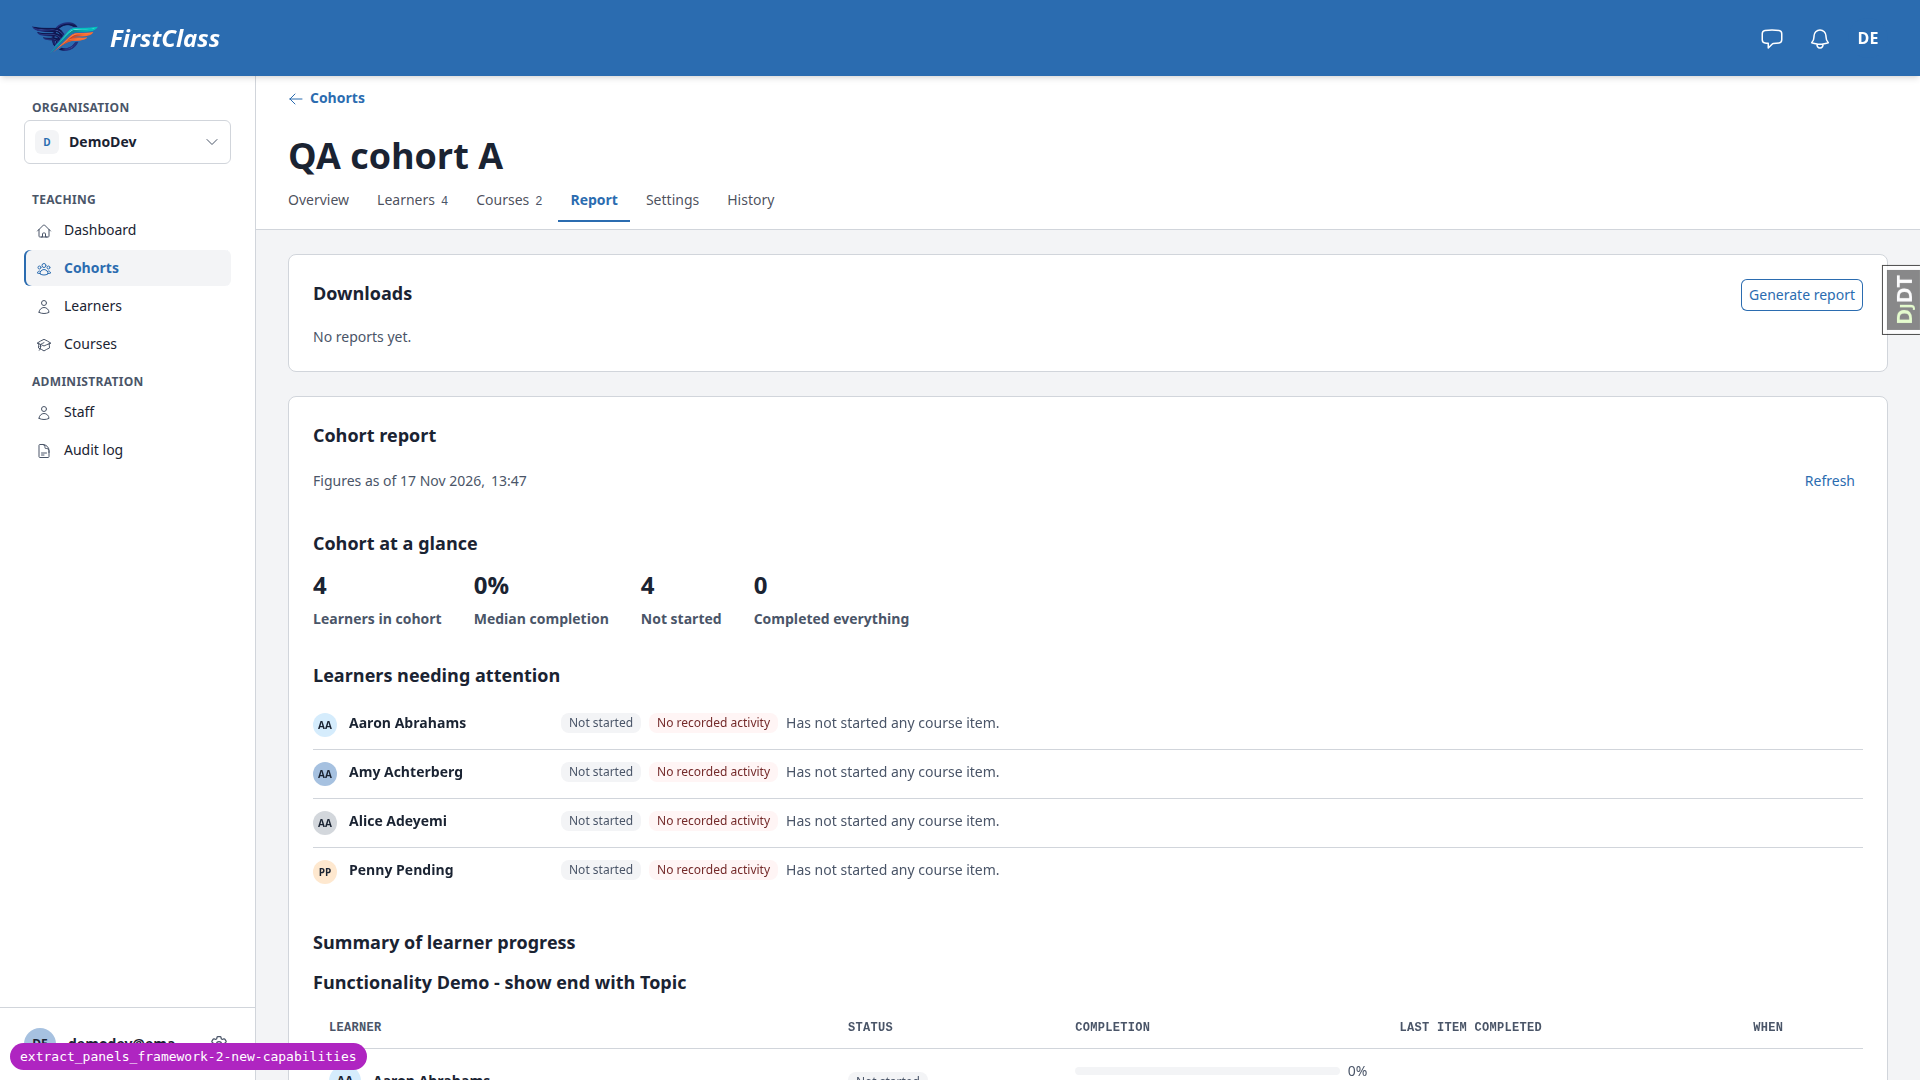 FirstClass
DE
ORGANISATION
D DemoDev
TEACHING
Dashboard
Cohorts
Learners
Courses
ADMINISTRATION
Staff
Audit log
extract_panels_framework-2-new-capabilities
Cohorts
QA cohort A
Overview Learners 4 Courses 2 Report Settings History
Downloads
Generate report
No reports yet.
DjDT
Cohort report
Figures as of 17 Nov 2026, 13:47
Refresh
Cohort at a glance
4 0% 4 0
Learners in cohort Median completion Not started Completed everything
Learners needing attention
AA Aaron Abrahams Not started No recorded activity Has not started any course item.
AA Amy Achterberg Not started No recorded activity Has not started any course item.
AA Alice Adeyemi Not started No recorded activity Has not started any course item.
PP Penny Pending Not started No recorded activity Has not started any course item.
Summary of learner progress
Functionality Demo - show end with Topic
LEARNER STATUS COMPLETION LAST ITEM COMPLETED WHEN
AA Aaron Abrahams Not started 0%